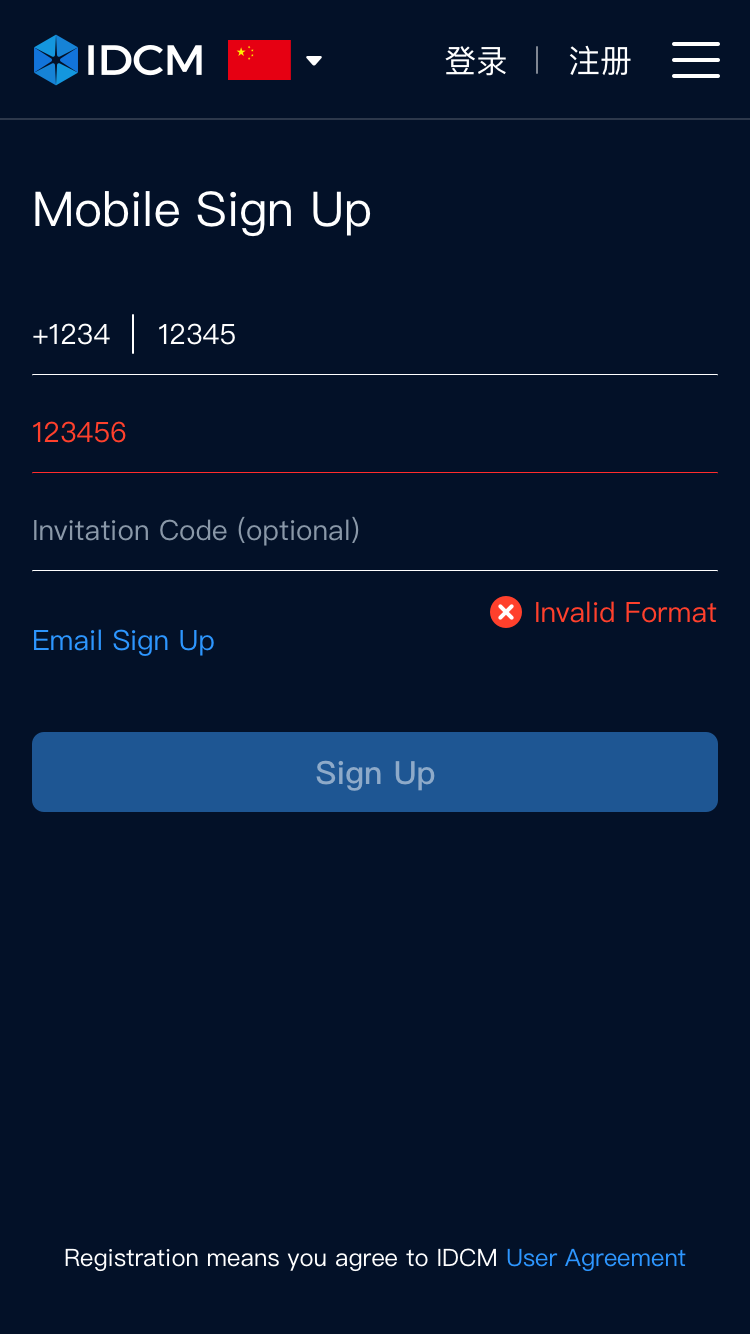 IDCM 登录 注册
Mobile Sign Up
+1234 12345
123456
Invitation Code (optional)
Invalid Format
Email Sign Up
Sign Up
Registration means you agree to IDCM User Agreement